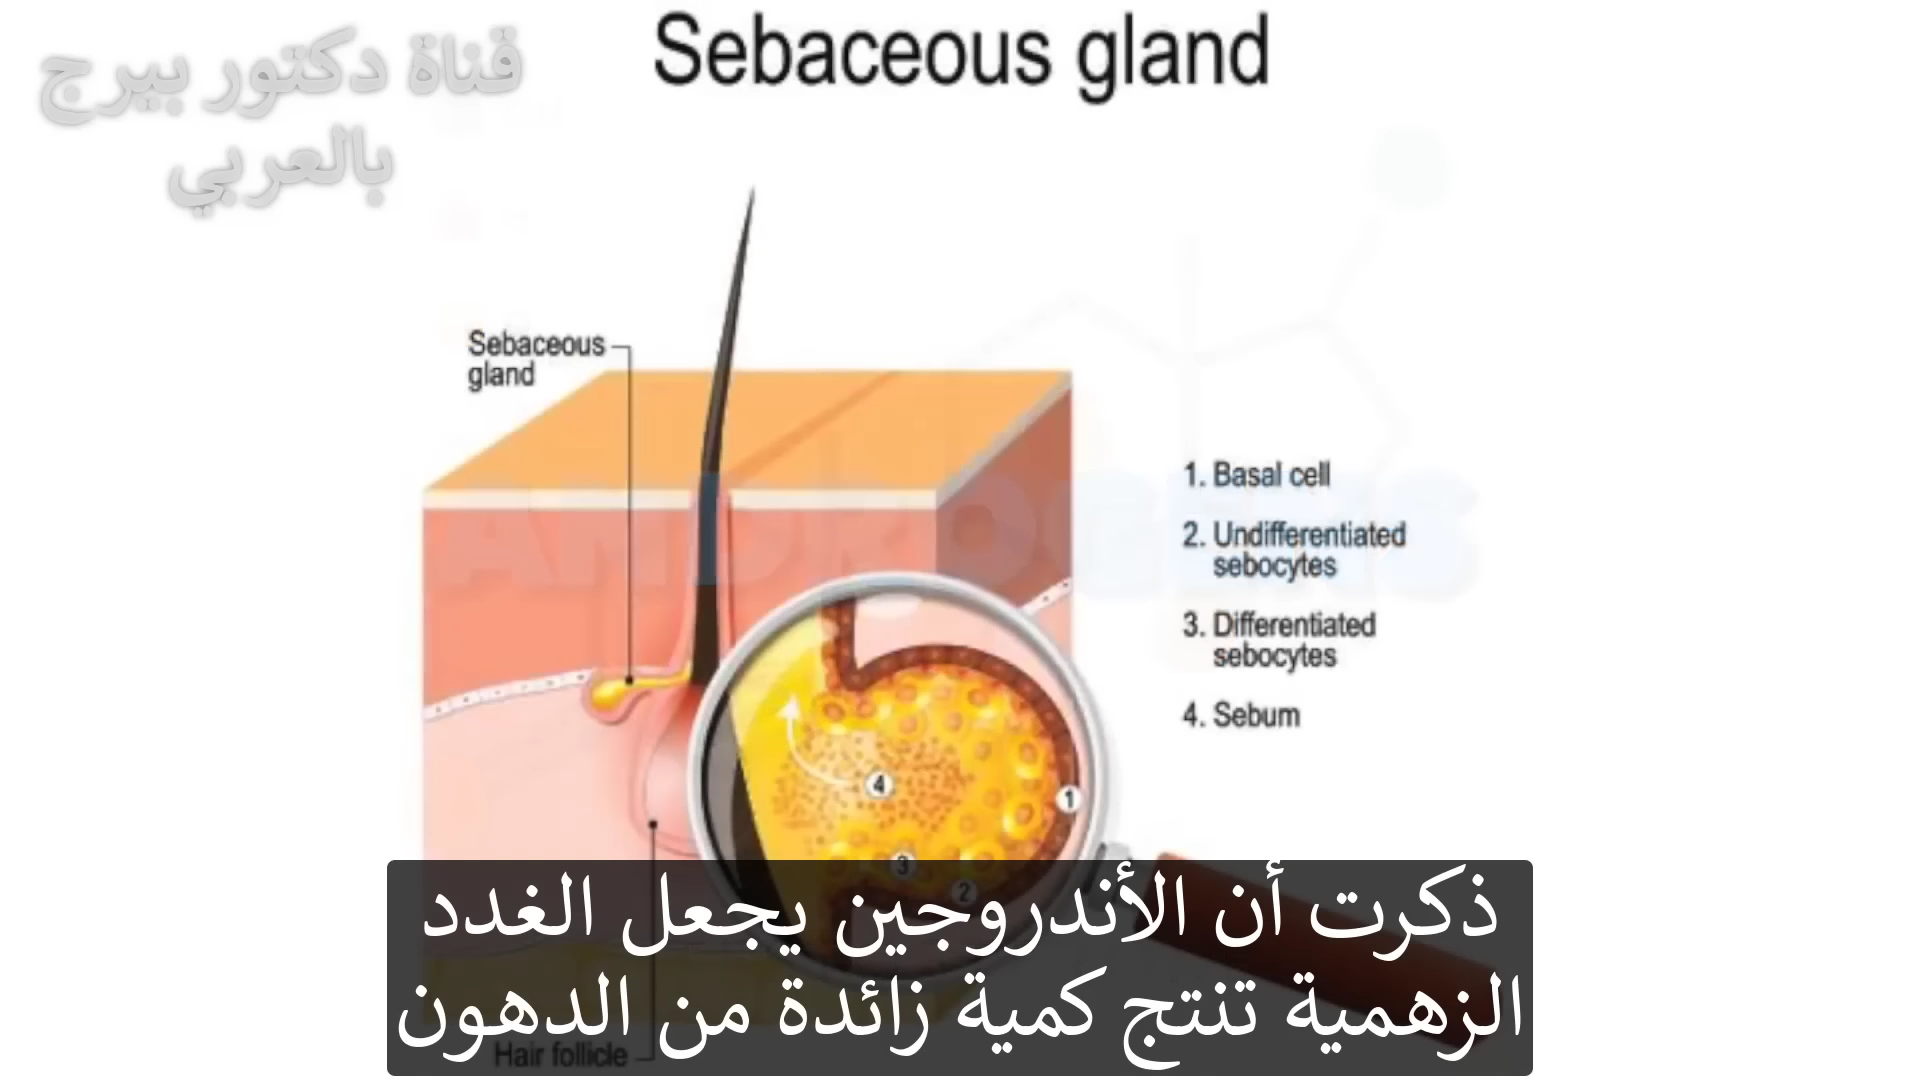 Sebaceous gland
قناة دكتور بيرج
بالعربي
Sebaceous
gland
ANDROGENS
1. Basal cell
2. Undifferentiated
sebocytes
3. Differentiated
sebocytes
4. Sebum
4
1
3
2
ذكرت أن الأندروجين يجعل الغدد
الزهمية تنتج كمية زائدة من الدهون
Hair follicle